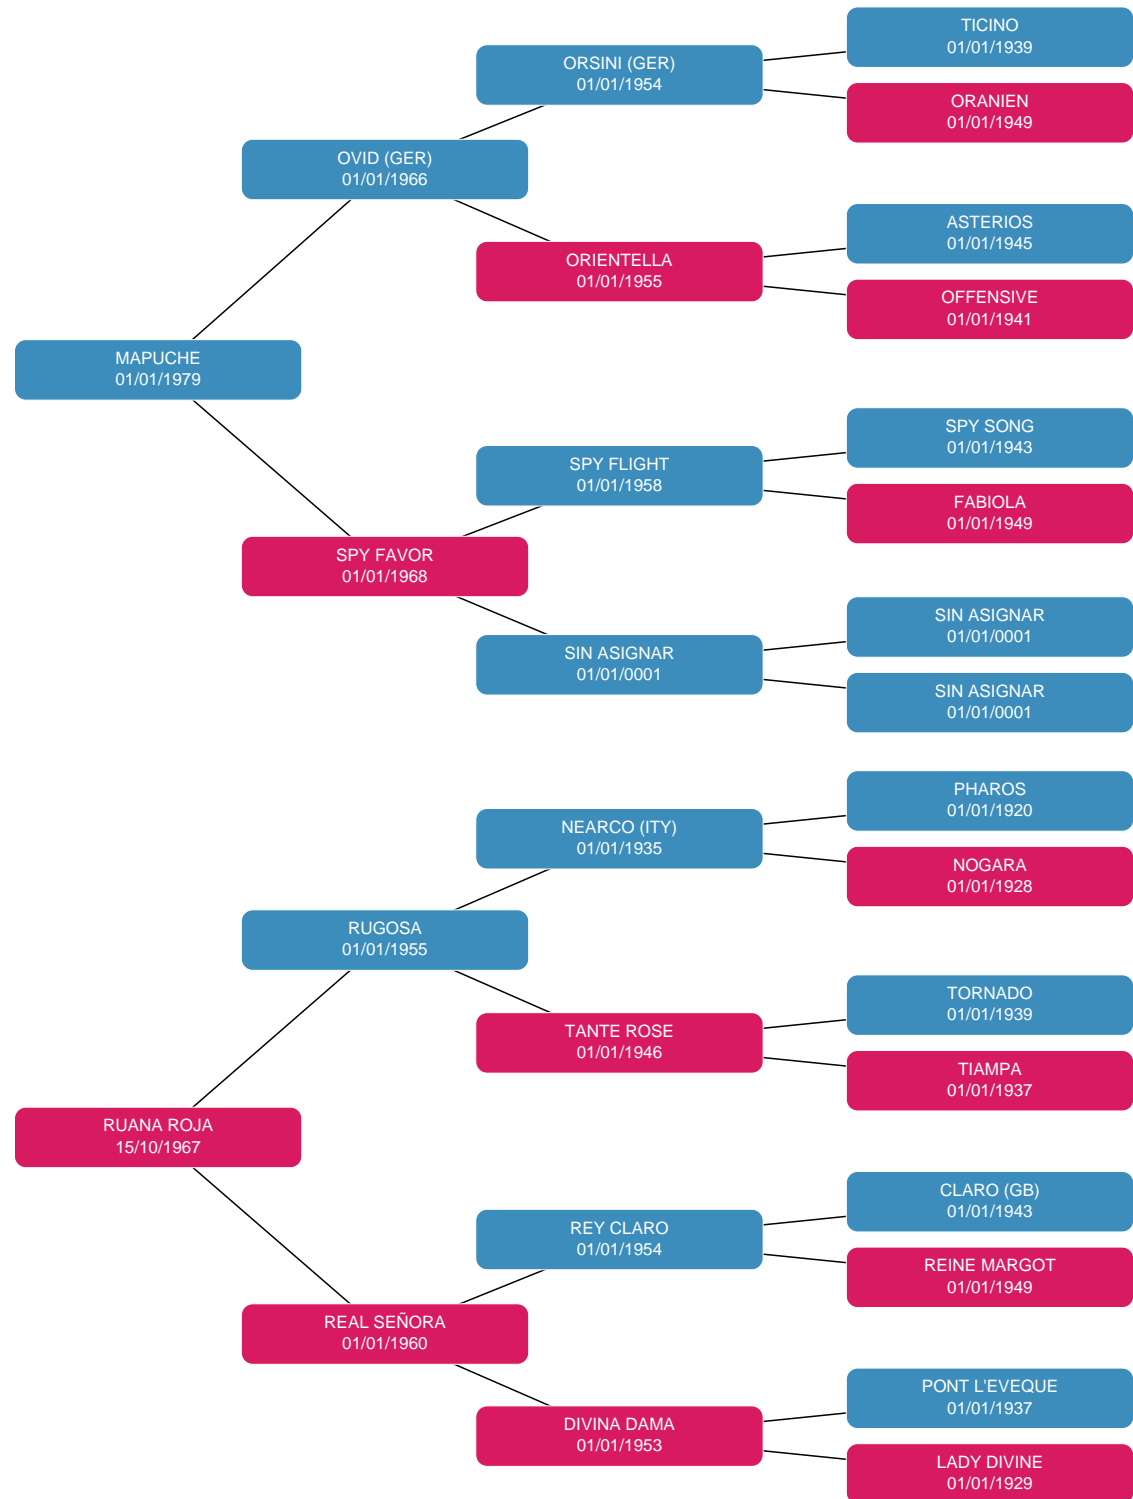 TICINO
01/01/1939
ORSINI (GER)
01/01/1954
ORANIEN
01/01/1949
OVID (GER)
01/01/1966
ASTERIOS
01/01/1945
ORIENTELLA
01/01/1955
OFFENSIVE
01/01/1941
MAPUCHE
01/01/1979
SPY SONG
01/01/1943
SPY FLIGHT
01/01/1958
FABIOLA
01/01/1949
SPY FAVOR
01/01/1968
SIN ASIGNAR
01/01/0001
SIN ASIGNAR
01/01/0001
SIN ASIGNAR
01/01/0001
PHAROS
01/01/1920
NEARCO (ITY)
01/01/1935
NOGARA
01/01/1928
RUGOSA
01/01/1955
TORNADO
01/01/1939
TANTE ROSE
01/01/1946
TIAMPA
01/01/1937
RUANA ROJA
15/10/1967
CLARO (GB)
01/01/1943
REY CLARO
01/01/1954
REINE MARGOT
01/01/1949
REAL SEÑORA
01/01/1960
PONT L'EVEQUE
01/01/1937
DIVINA DAMA
01/01/1953
LADY DIVINE
01/01/1929